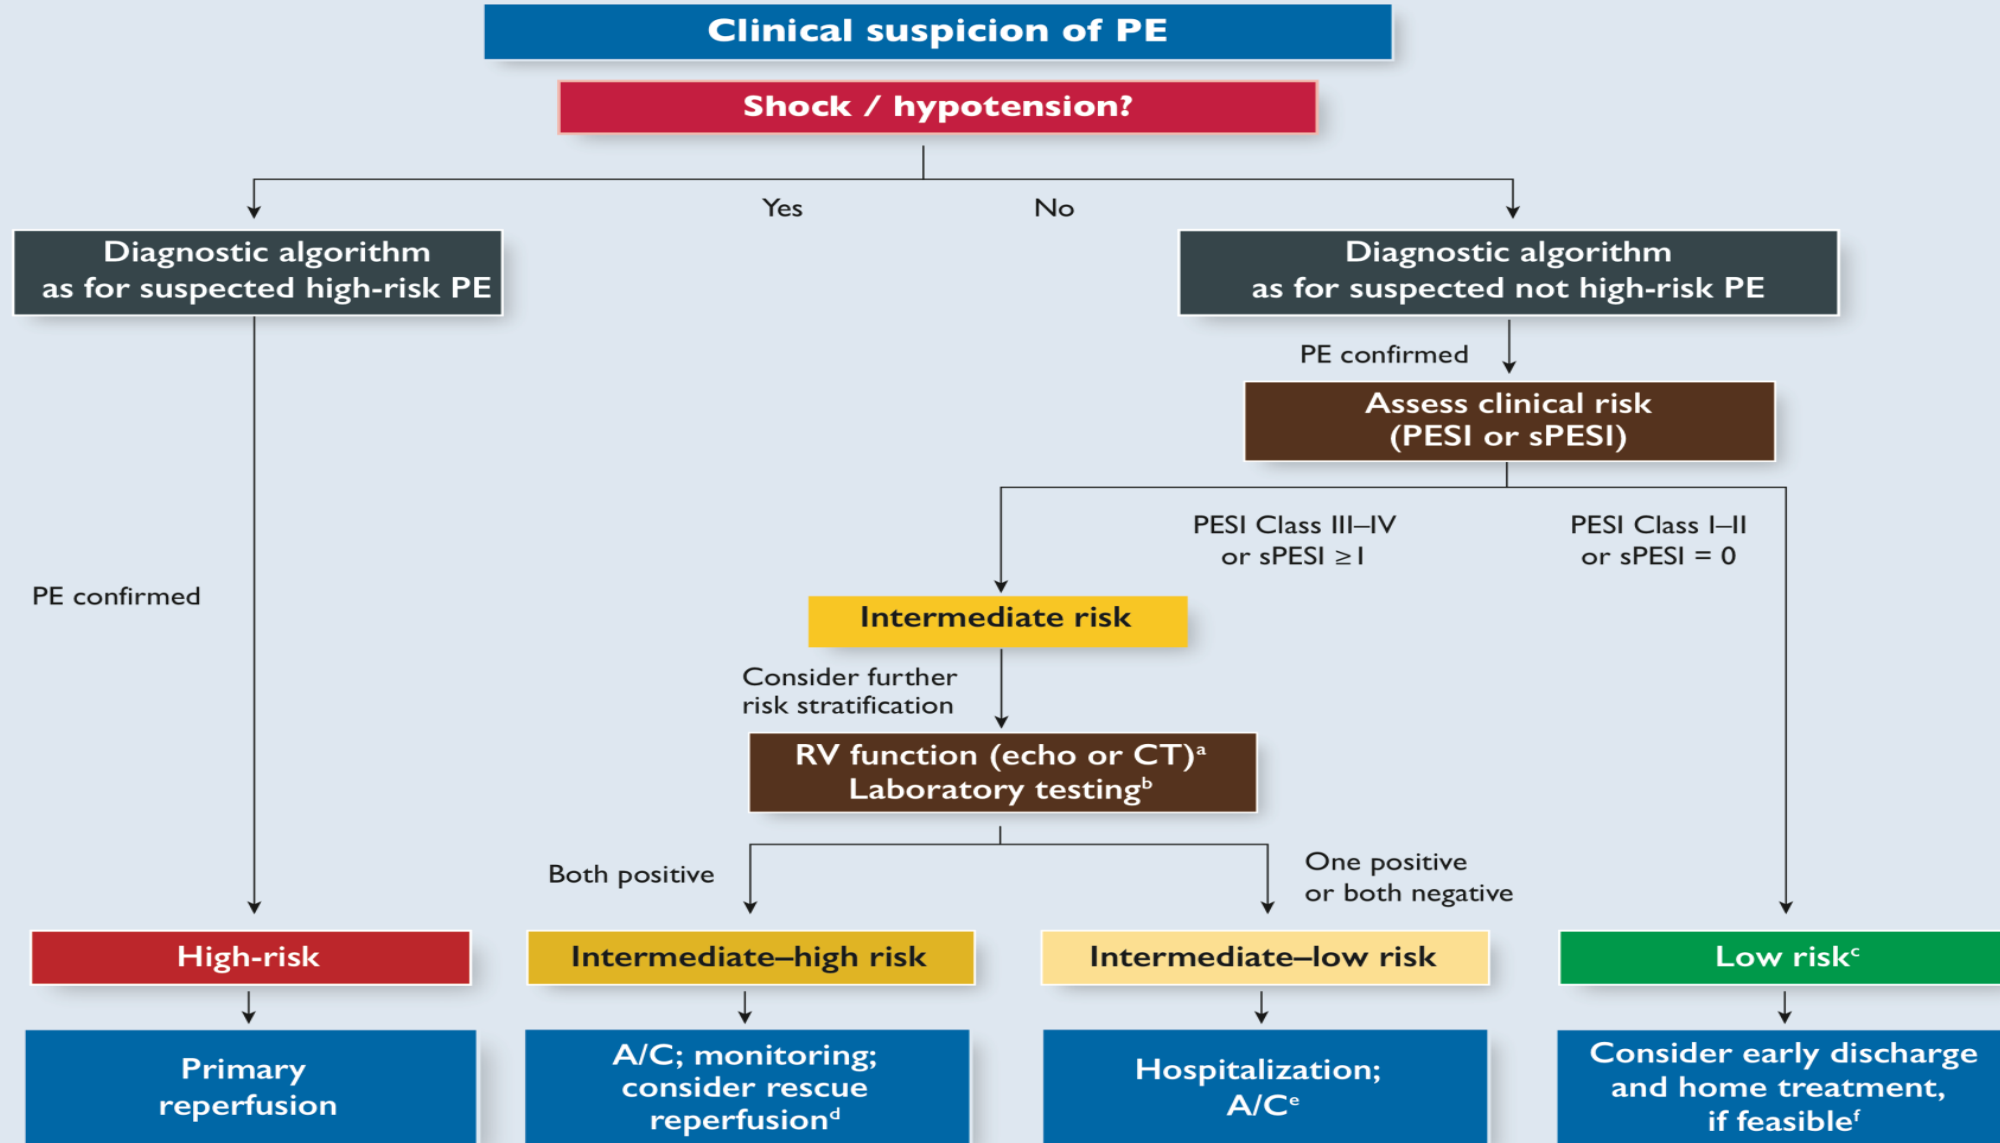 Clinical suspicion of PE
Shock / hypotension?
Yes
No
Diagnostic algorithm
as for suspected high-risk PE
Diagnostic algorithm
as for suspected not high-risk PE
PE confirmed
Assess clinical risk
(PESI or sPESI)
PESI Class III–IV
or sPESI ≥1
PESI Class I–II
or sPESI = 0
PE confirmed
Intermediate risk
Consider further
risk stratification
RV function (echo or CT)ᵃ
Laboratory testingᵇ
Both positive
One positive
or both negative
High-risk
Intermediate–high risk
Intermediate–low risk
Low riskᶜ
Primary
reperfusion
A/C; monitoring;
consider rescue
reperfusionᵈ
Hospitalization;
A/Cᵉ
Consider early discharge
and home treatment,
if feasibleᶠ